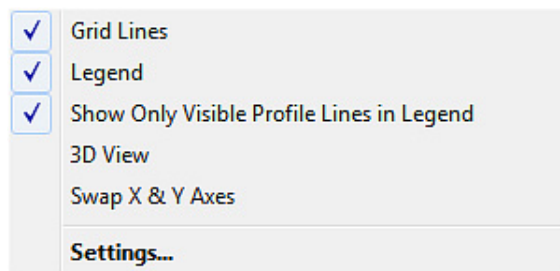 Grid Lines
Legend
Show Only Visible Profile Lines in Legend
3D View
Swap X & Y Axes
Settings...